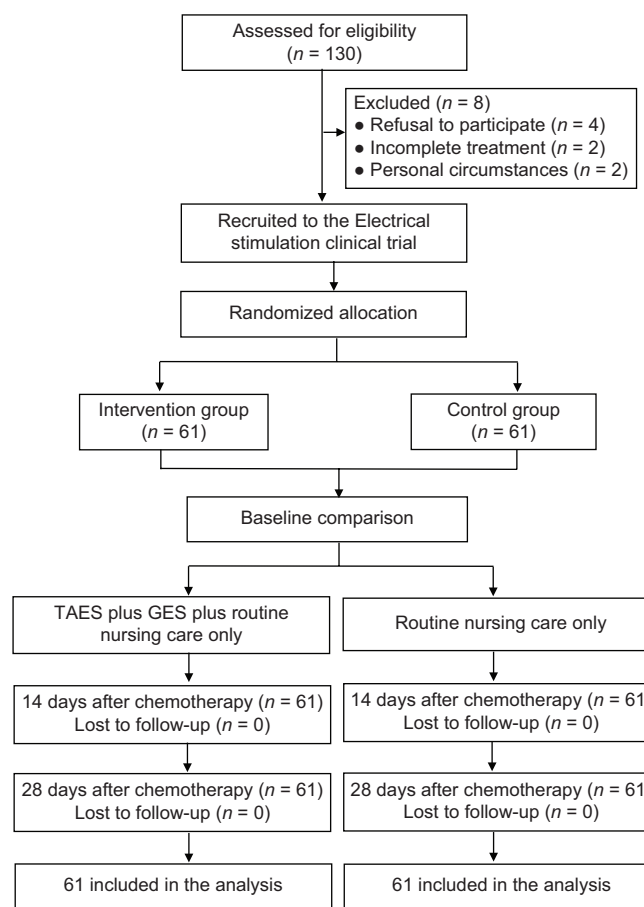 Assessed for eligibility
(n = 130)
Excluded (n = 8)
● Refusal to participate (n = 4)
● Incomplete treatment (n = 2)
● Personal circumstances (n = 2)
Recruited to the Electrical
stimulation clinical trial
Randomized allocation
Intervention group
(n = 61)
Control group
(n = 61)
Baseline comparison
TAES plus GES plus routine
nursing care only
Routine nursing care only
14 days after chemotherapy (n = 61)
Lost to follow-up (n = 0)
14 days after chemotherapy (n = 61
Lost to follow-up (n = 0)
28 days after chemotherapy (n = 61)
Lost to follow-up (n = 0)
28 days after chemotherapy (n = 61
Lost to follow-up (n = 0)
61 included in the analysis
61 included in the analysis